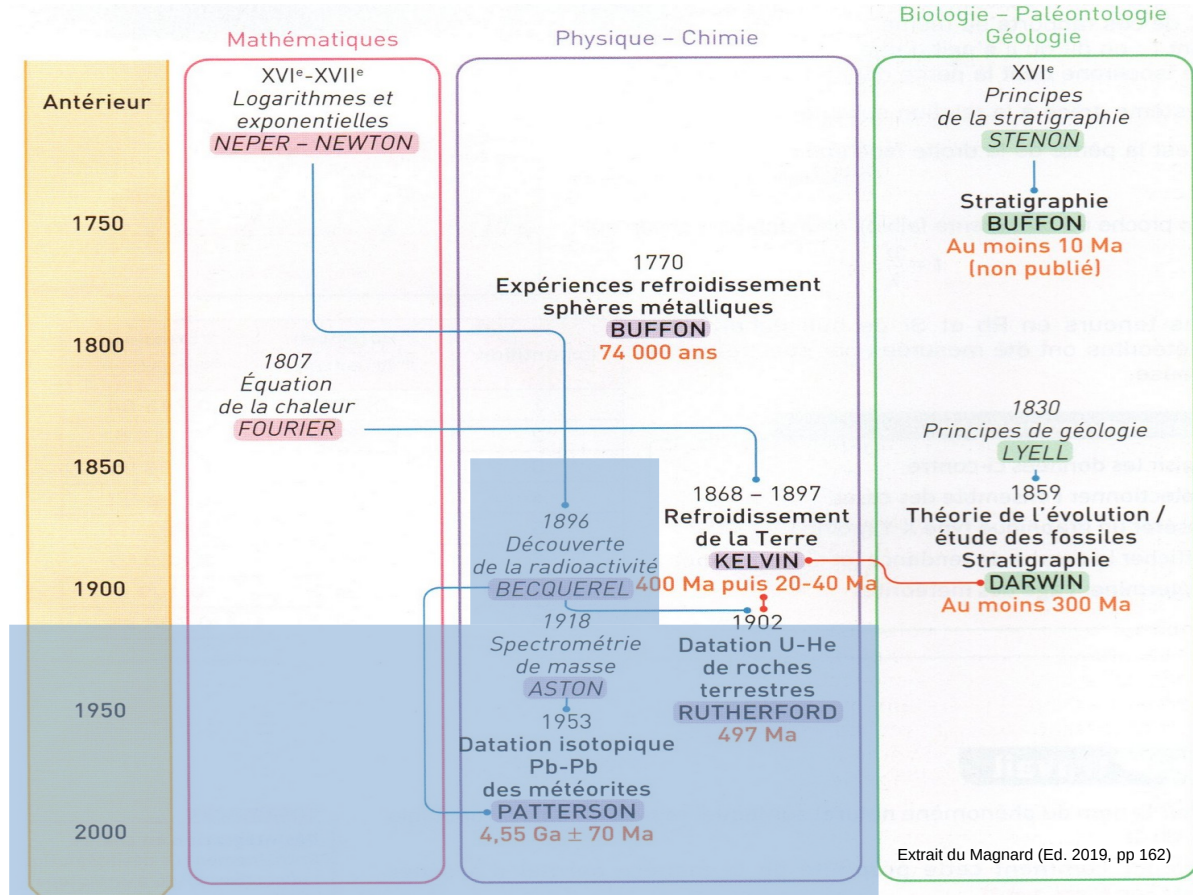 Mathématiques
Physique – Chimie
Biologie – Paléontologie
Géologie
Antérieur
1750
1800
1850
1900
1950
2000
XVIe-XVIIe
Logarithmes et
exponentielles
NEPER – NEWTON
1807
Équation
de la chaleur
FOURIER
1770
Expériences refroidissement
sphères métalliques
BUFFON
74 000 ans
1896
Découverte
de la radioactivité
BECQUEREL
1918
Spectrométrie
de masse
ASTON
1953
Datation isotopique
Pb-Pb
des météorites
PATTERSON
4,55 Ga ± 70 Ma
1868 – 1897
Refroidissement
de la Terre
KELVIN
400 Ma puis 20-40 Ma
1902
Datation U-He
de roches
terrestres
RUTHERFORD
497 Ma
XVIe
Principes
de la stratigraphie
STENON
Stratigraphie
BUFFON
Au moins 10 Ma
(non publié)
1830
Principes de géologie
LYELL
1859
Théorie de l'évolution /
étude des fossiles
Stratigraphie
DARWIN
Au moins 300 Ma
Extrait du Magnard (Ed. 2019, pp 162)